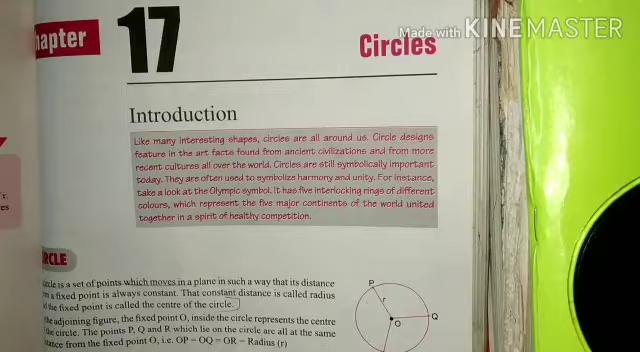 Made with KINEMASTER
hapter 17
Circles
Introduction
Like many interesting shapes, circles are all around us. Circle designs
feature in the art facts found from ancient civilizations and from more
recent cultures all over the world. Circles are still symbolically important
today. They are often used to symbolize harmony and unity. For instance,
take a look at the Olympic symbol. It has five interlocking rings of different
colours, which represent the five major continents of the world united
together in a spirit of healthy competition.
RCLE
circle is a set of points which moves in a plane in such a way that its distance
a fixed point is always constant. That constant distance is called radius
the fixed point is called the centre of the circle.
the adjoining figure, the fixed point O, inside the circle represents the centre
the circle. The points P, Q and R which lie on the circle are all at the same
tance from the fixed point O, i.e. OP = OQ = OR = Radius (r)
P
r
O
Q